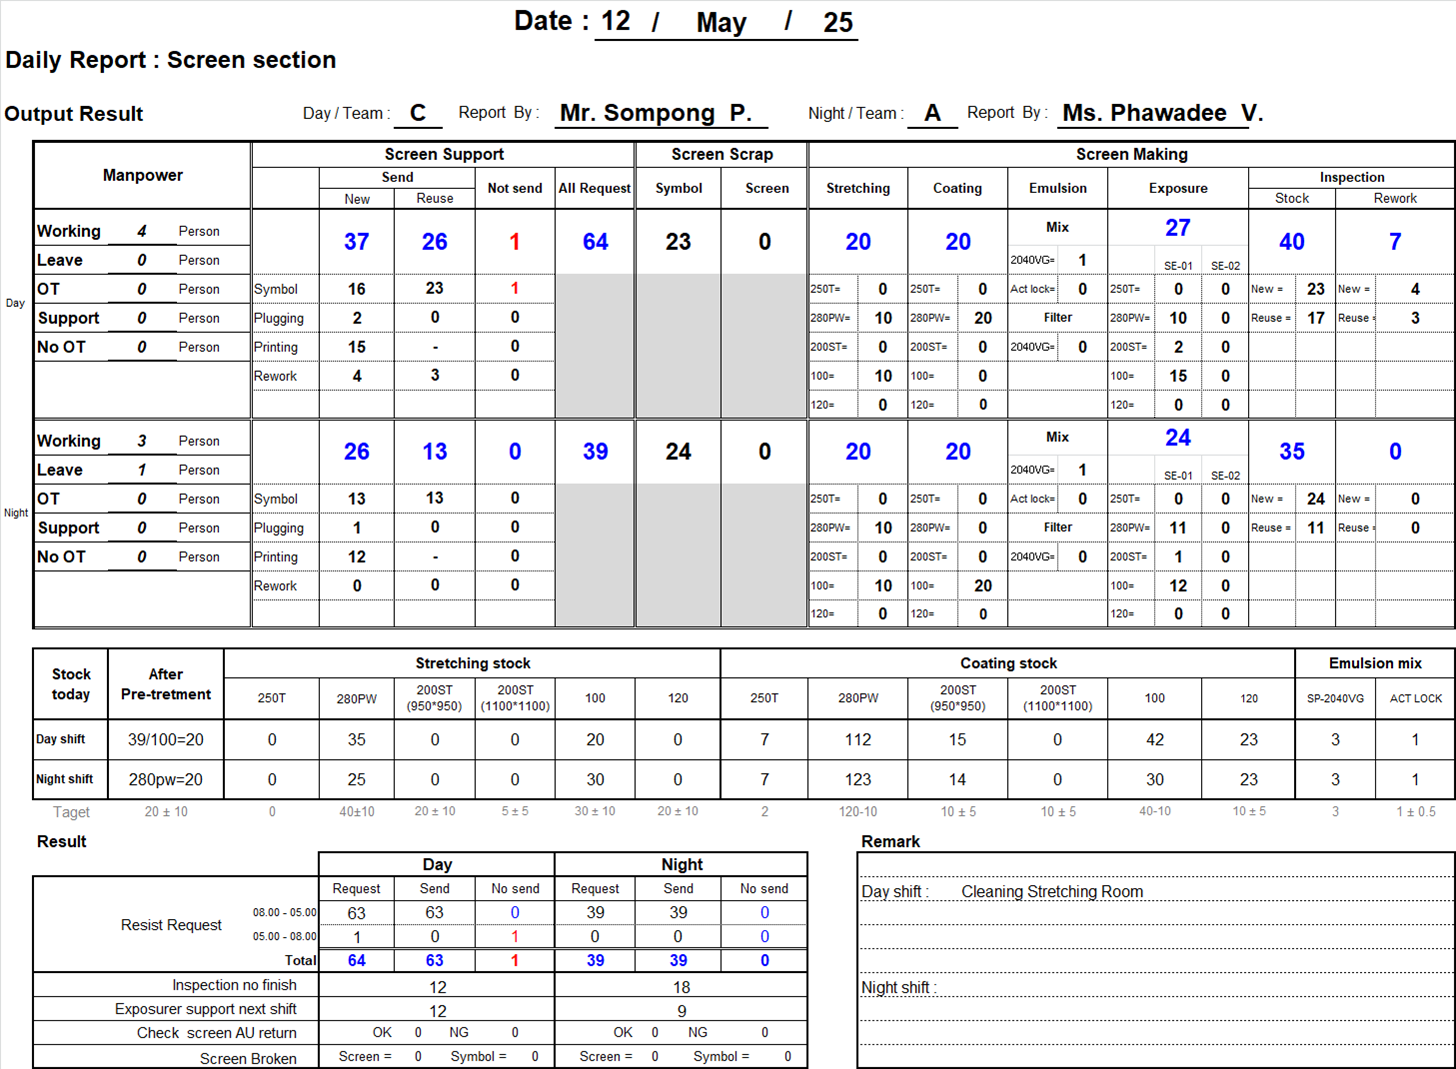 Date : 12 / May / 25
Daily Report : Screen section
Output Result Day / Team : C Report By : Mr. Sompong P. Night / Team : A Report By : Ms. Phawadee V.
Manpower Screen Support Screen Scrap Screen Making
Send Not send All Request Symbol Screen Stretching Coating Emulsion Exposure Inspection
New Reuse Stock Rework
Day
Working 4 Person 37 26 1 64 23 0 20 20 Mix 27 40 7
Leave 0 Person 2040VG= 1 SE-01 SE-02
OT 0 Person Symbol 16 23 1 250T= 0 250T= 0 Act lock= 0 250T= 0 0 New = 23 New = 4
Support 0 Person Plugging 2 0 0 280PW= 10 280PW= 20 Filter 280PW= 10 0 Reuse = 17 Reuse = 3
No OT 0 Person Printing 15 - 0 200ST= 0 200ST= 0 2040VG= 0 200ST= 2 0
Rework 4 3 0 100= 10 100= 0 100= 15 0
120= 0 120= 0 120= 0 0
Night
Working 3 Person 26 13 0 39 24 0 20 20 Mix 24 35 0
Leave 1 Person 2040VG= 1 SE-01 SE-02
OT 0 Person Symbol 13 13 0 250T= 0 250T= 0 Act lock= 0 250T= 0 0 New = 24 New = 0
Support 0 Person Plugging 1 0 0 280PW= 10 280PW= 0 Filter 280PW= 11 0 Reuse = 11 Reuse = 0
No OT 0 Person Printing 12 - 0 200ST= 0 200ST= 0 2040VG= 0 200ST= 1 0
Rework 0 0 0 100= 10 100= 20 100= 12 0
120= 0 120= 0 120= 0 0
Stock today After Pre-tretment Stretching stock Coating stock Emulsion mix
250T 280PW 200ST (950*950) 200ST (1100*1100) 100 120 250T 280PW 200ST (950*950) 200ST (1100*1100) 100 120 SP-2040VG ACT LOCK
Day shift 39/100=20 0 35 0 0 20 0 7 112 15 0 42 23 3 1
Night shift 280pw=20 0 25 0 0 30 0 7 123 14 0 30 23 3 1
Taget 20 ± 10 0 40±10 20 ± 10 5 ± 5 30 ± 10 20 ± 10 2 120-10 10 ± 5 10 ± 5 40-10 10 ± 5 3 1 ± 0.5
Result
Day Night
Request Send No send Request Send No send
Resist Request
08.00 - 05.00 63 63 0 39 39 0
05.00 - 08.00 1 0 1 0 0 0
Total 64 63 1 39 39 0
Inspection no finish 12 18
Exposurer support next shift 12 9
Check screen AU return OK 0 NG 0 OK 0 NG 0
Screen Broken Screen = 0 Symbol = 0 Screen = 0 Symbol = 0
Remark
Day shift : Cleaning Stretching Room
Night shift :